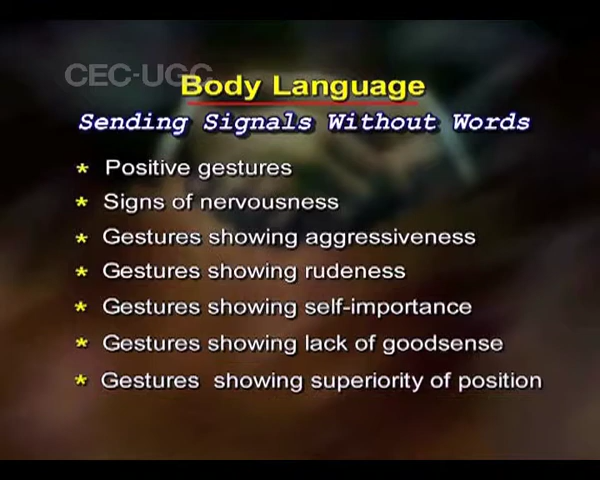 CEC-UGC
Body Language
Sending Signals Without Words
* Positive gestures
* Signs of nervousness
* Gestures showing aggressiveness
* Gestures showing rudeness
* Gestures showing self-importance
* Gestures showing lack of goodsense
* Gestures showing superiority of position